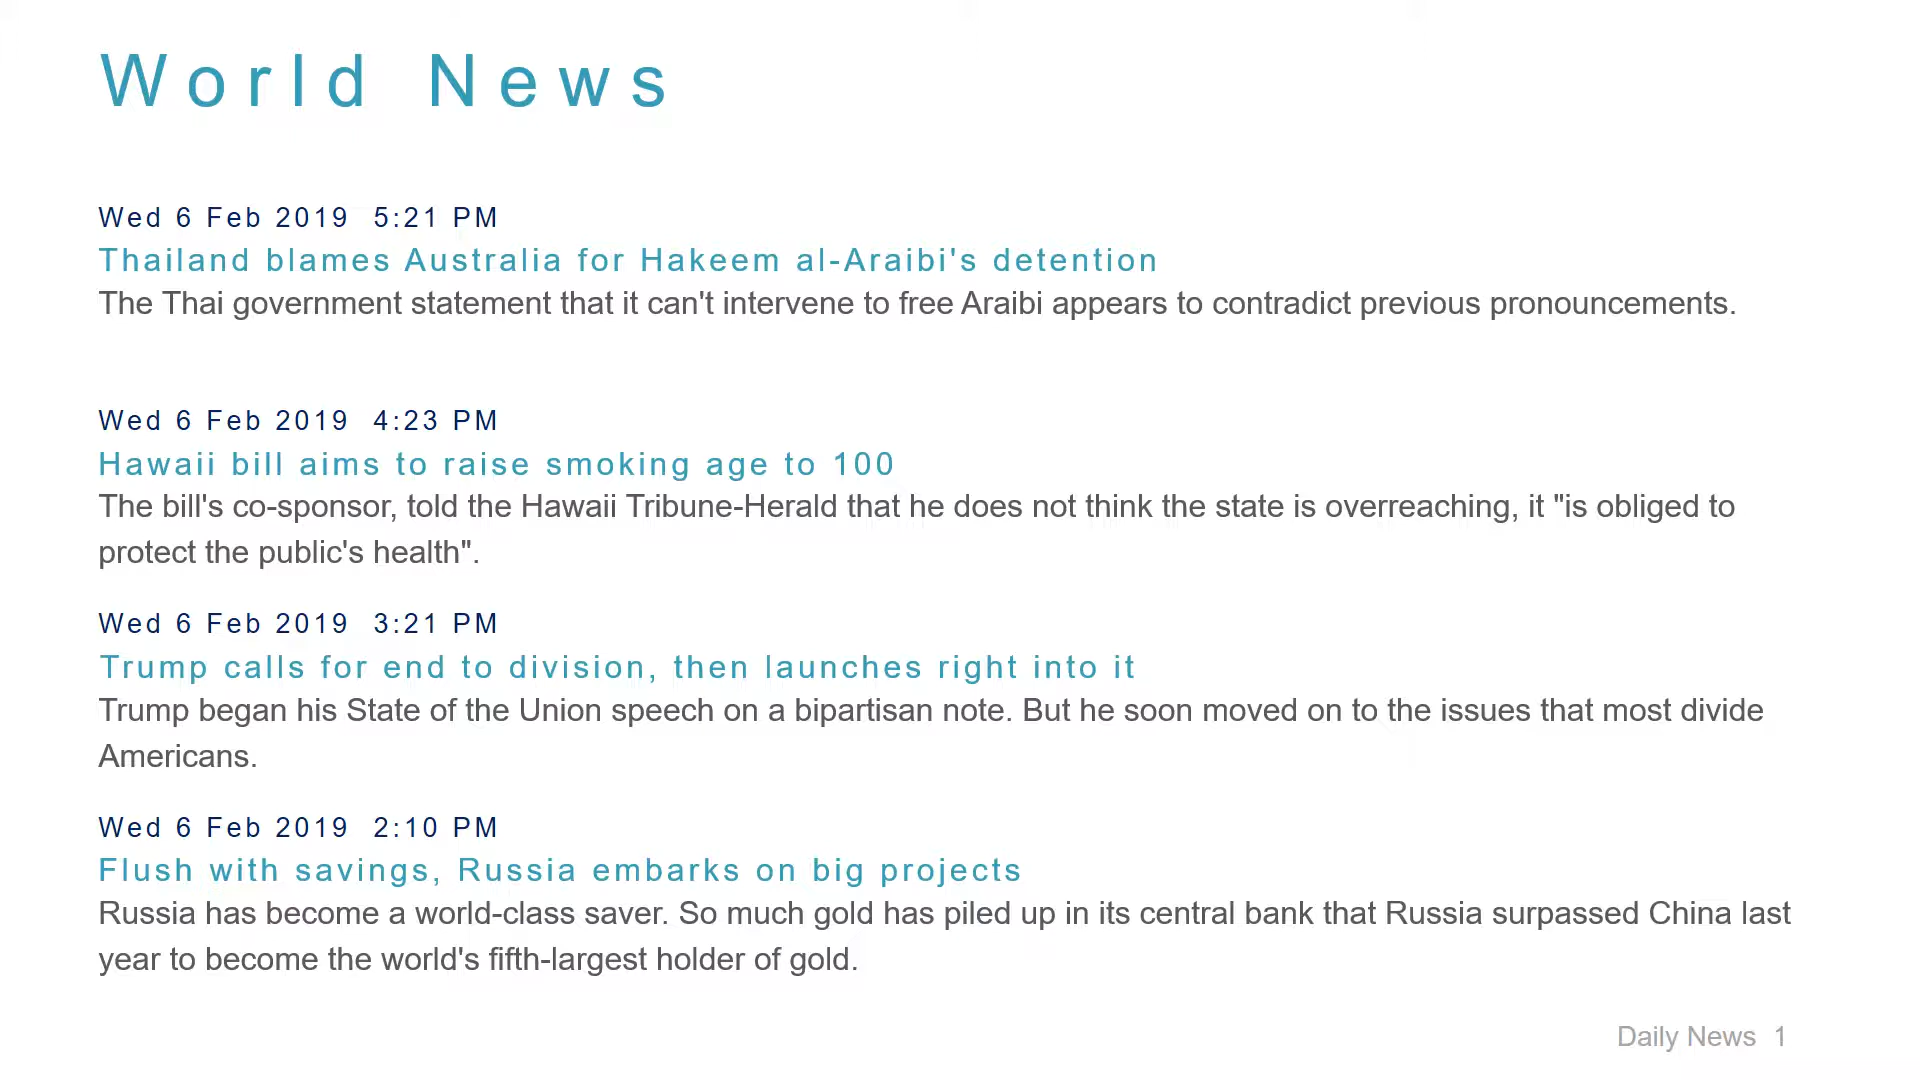 World News
Wed 6 Feb 2019 5:21 PM
Thailand blames Australia for Hakeem al-Araibi's detention
The Thai government statement that it can't intervene to free Araibi appears to contradict previous pronouncements.
Wed 6 Feb 2019 4:23 PM
Hawaii bill aims to raise smoking age to 100
The bill's co-sponsor, told the Hawaii Tribune-Herald that he does not think the state is overreaching, it "is obliged to
protect the public's health".
Wed 6 Feb 2019 3:21 PM
Trump calls for end to division, then launches right into it
Trump began his State of the Union speech on a bipartisan note. But he soon moved on to the issues that most divide
Americans.
Wed 6 Feb 2019 2:10 PM
Flush with savings, Russia embarks on big projects
Russia has become a world-class saver. So much gold has piled up in its central bank that Russia surpassed China last
year to become the world's fifth-largest holder of gold.
Daily News 1